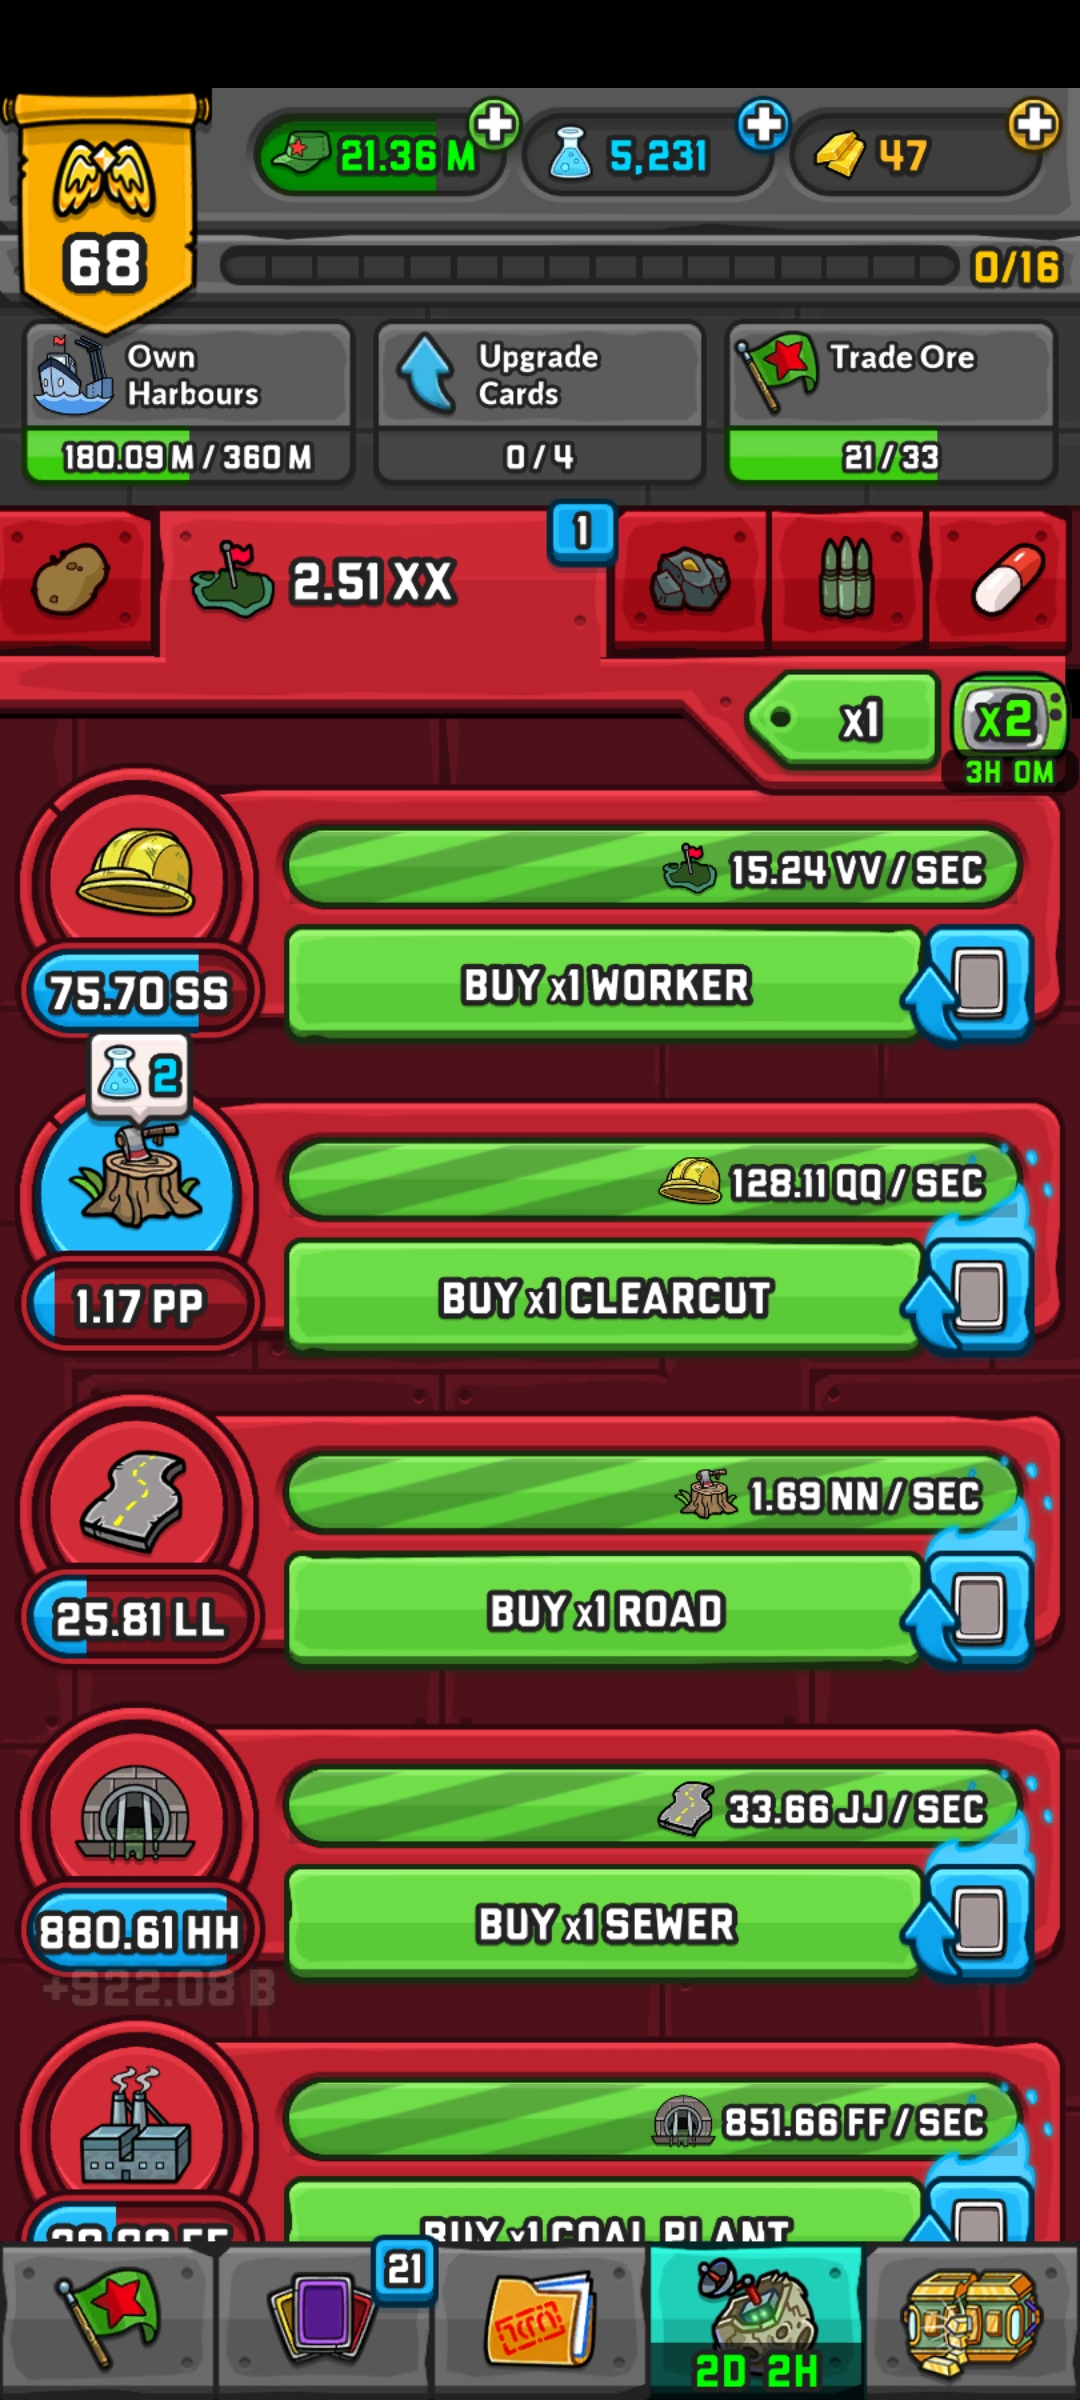 21.36 M
5,231
47
68
0/16
Own
Harbours
180.09 M / 360 M
Upgrade
Cards
0 / 4
Trade Ore
21 / 33
2.51 XX
1
x1
x2
3H 0M
15.24 VV / SEC
BUY x1 WORKER
75.70 SS
2
128.11 QQ / SEC
BUY x1 CLEARCUT
1.17 PP
1.69 NN / SEC
BUY x1 ROAD
25.81 LL
33.66 JJ / SEC
BUY x1 SEWER
880.61 HH
+922.08 B
851.66 FF / SEC
BUY x1 COAL PLANT
21
2D 2H